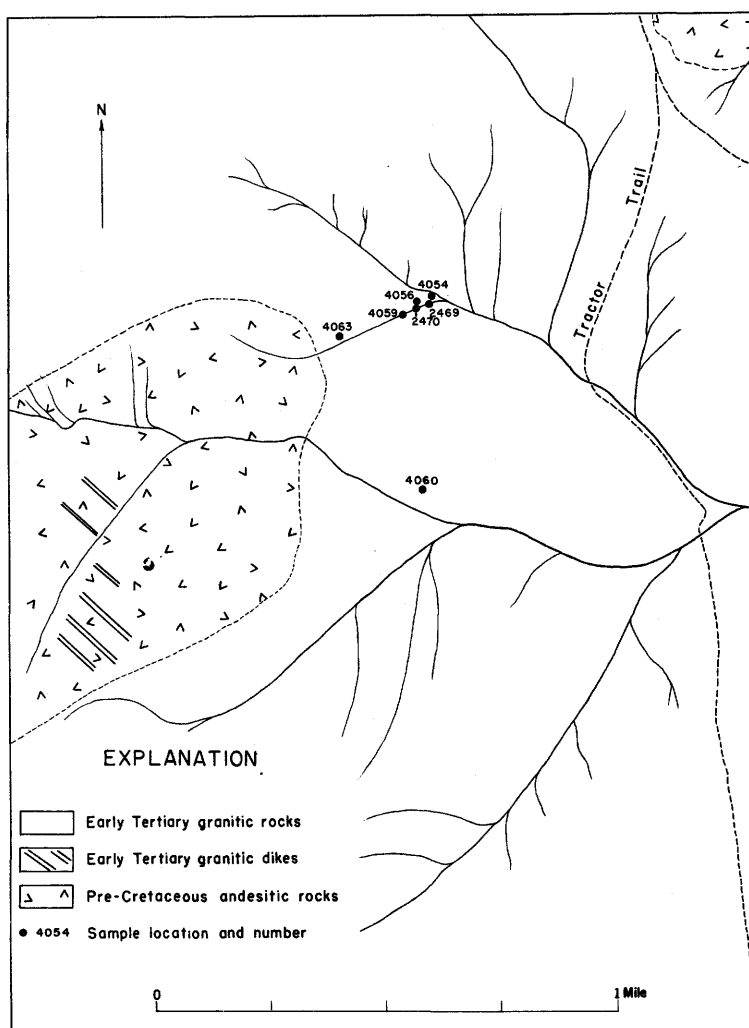 N
Trail
Tractor
4054
4056
4059
2470
2469
4063
4060
EXPLANATION
Early Tertiary granitic rocks
Early Tertiary granitic dikes
Pre-Cretaceous andesitic rocks
4054 Sample location and number
0
1 Mile